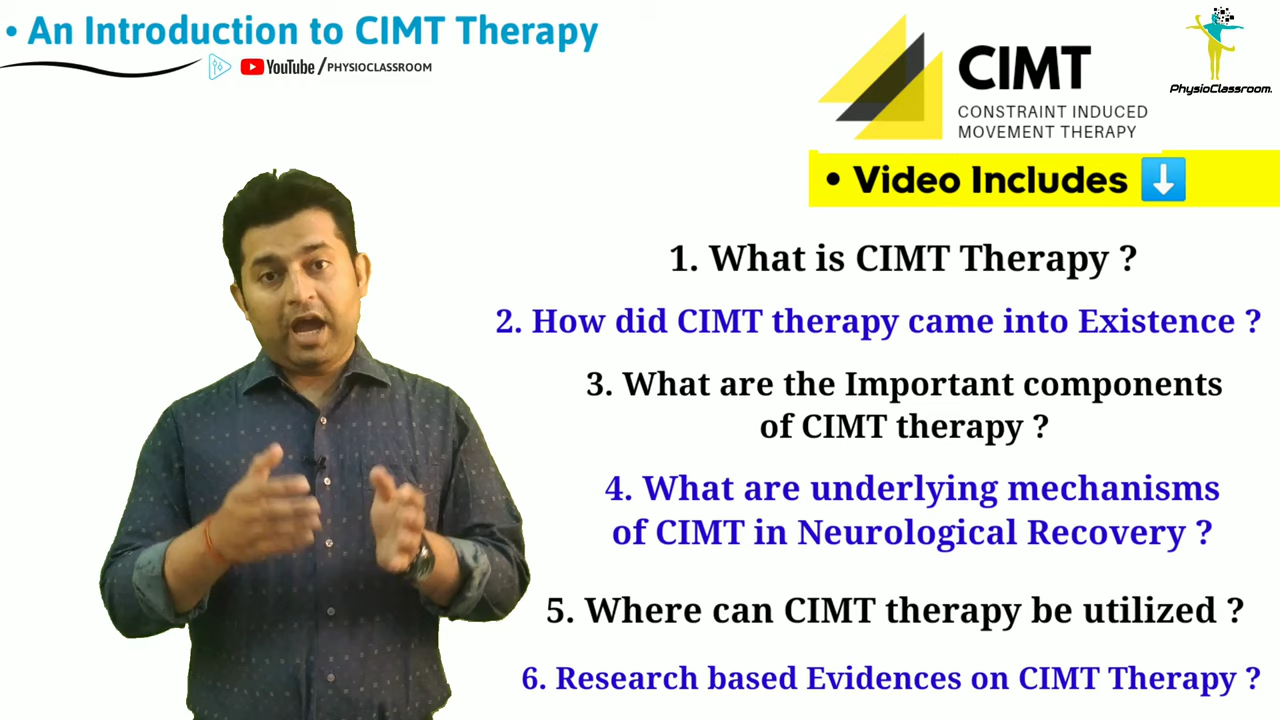 • An Introduction to CIMT Therapy
YouTube / PHYSIOCLASSROOM
CIMT
CONSTRAINT INDUCED
MOVEMENT THERAPY
PhysioClassroom.
• Video Includes ⬇️
1. What is CIMT Therapy ?
2. How did CIMT therapy came into Existence ?
3. What are the Important components
of CIMT therapy ?
4. What are underlying mechanisms
of CIMT in Neurological Recovery ?
5. Where can CIMT therapy be utilized ?
6. Research based Evidences on CIMT Therapy ?